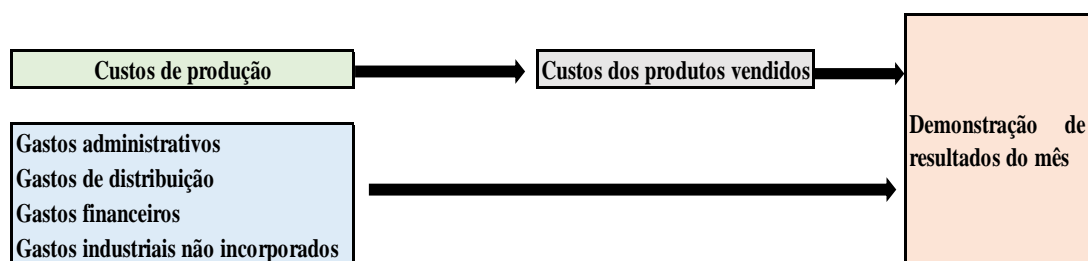 Custos de produção
Custos dos produtos vendidos
Demonstração de
resultados do mês
Gastos administrativos
Gastos de distribuição
Gastos financeiros
Gastos industriais não incorporados